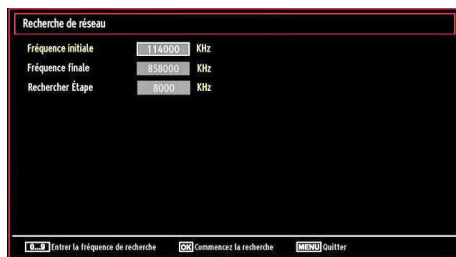 Recherche de réseau
Fréquence initiale 114000 KHz
Fréquence finale 858000 KHz
Rechercher Étape 8000 KHz
0...9 Entrer la fréquence de recherche OK Commencez la recherche MENU Quitter